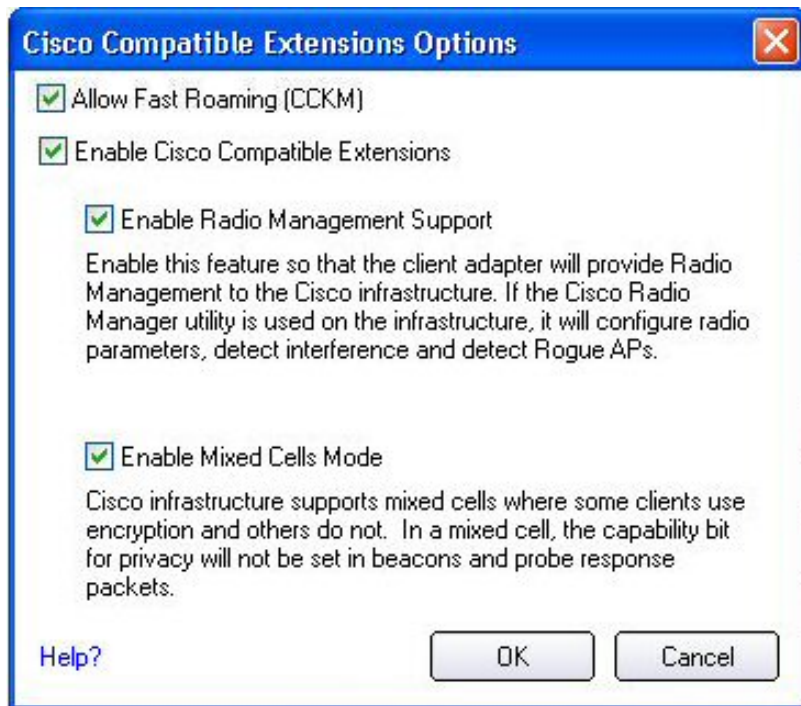 Cisco Compatible Extensions Options
Allow Fast Roaming (CCKM)
Enable Cisco Compatible Extensions
Enable Radio Management Support
Enable this feature so that the client adapter will provide Radio
Management to the Cisco infrastructure. If the Cisco Radio
Manager utility is used on the infrastructure, it will configure radio
parameters, detect interference and detect Rogue APs.
Enable Mixed Cells Mode
Cisco infrastructure supports mixed cells where some clients use
encryption and others do not.  In a mixed cell, the capability bit
for privacy will not be set in beacons and probe response
packets.
Help?
OK
Cancel